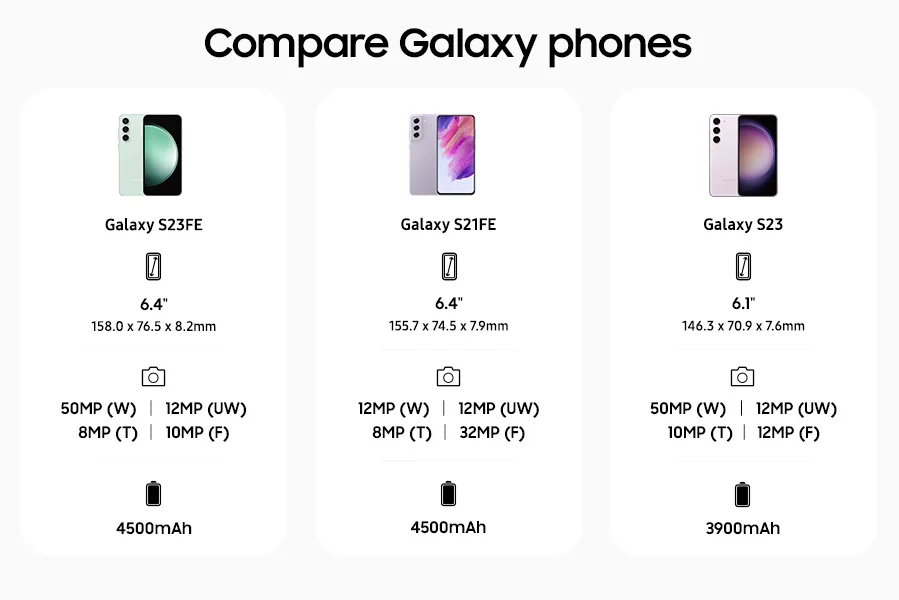 Compare Galaxy phones
Galaxy S23FE
6.4"
158.0 x 76.5 x 8.2mm
50MP (W) | 12MP (UW)
8MP (T) | 10MP (F)
4500mAh
Galaxy S21FE
6.4"
155.7 x 74.5 x 7.9mm
12MP (W) | 12MP (UW)
8MP (T) | 32MP (F)
4500mAh
Galaxy S23
6.1"
146.3 x 70.9 x 7.6mm
50MP (W) | 12MP (UW)
10MP (T) | 12MP (F)
3900mAh